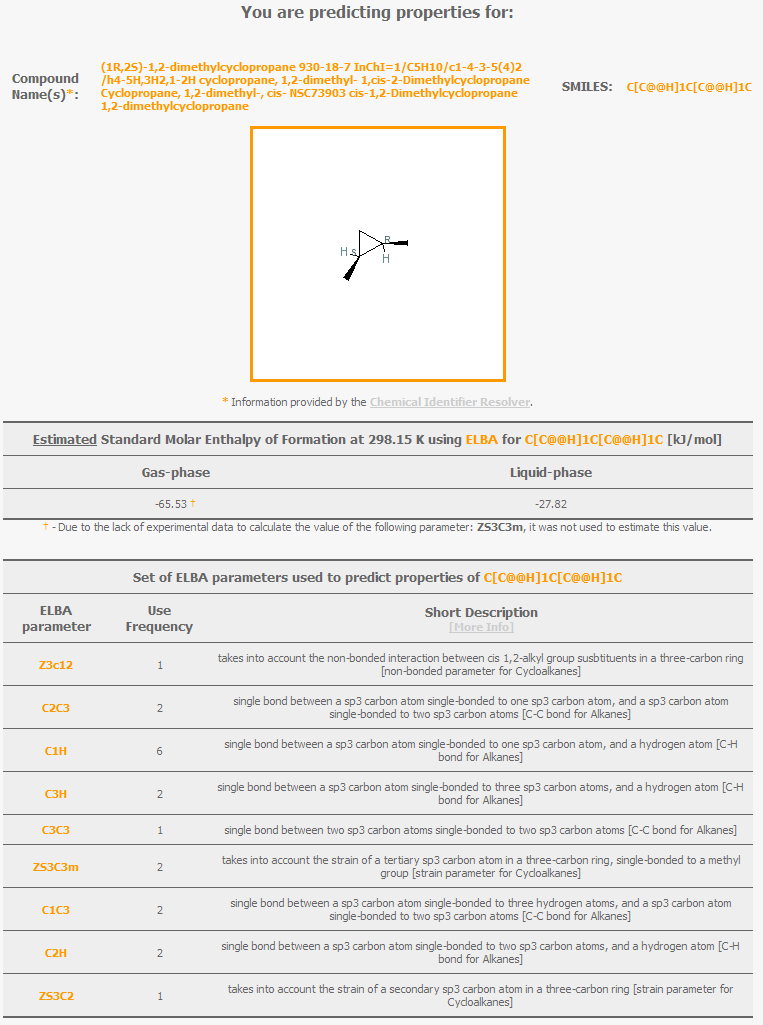 You are predicting properties for:
Compound
Name(s)*:
(1R,2S)-1,2-dimethylcyclopropane 930-18-7 InChI=1/C5H10/c1-4-3-5(4)2
/h4-5H,3H2,1-2H cyclopropane, 1,2-dimethyl- 1,cis-2-Dimethylcyclopropane
Cyclopropane, 1,2-dimethyl-, cis- NSC73903 cis-1,2-Dimethylcyclopropane
1,2-dimethylcyclopropane
SMILES: C[C@@H]1C[C@@H]1C
R
H S
H
* Information provided by the Chemical Identifier Resolver.
Estimated Standard Molar Enthalpy of Formation at 298.15 K using ELBA for C[C@@H]1C[C@@H]1C [kJ/mol]
Gas-phase Liquid-phase
-65.53 † -27.82
† - Due to the lack of experimental data to calculate the value of the following parameter: ZS3C3m, it was not used to estimate this value.
Set of ELBA parameters used to predict properties of C[C@@H]1C[C@@H]1C
ELBA
parameter
Use
Frequency
Short Description
[More Info]
Z3c12 1 takes into account the non-bonded interaction between cis 1,2-alkyl group susbtituents in a three-carbon ring
[non-bonded parameter for Cycloalkanes]
C2C3 2 single bond between a sp3 carbon atom single-bonded to one sp3 carbon atom, and a sp3 carbon atom
single-bonded to two sp3 carbon atoms [C-C bond for Alkanes]
C1H 6 single bond between a sp3 carbon atom single-bonded to one sp3 carbon atom, and a hydrogen atom [C-H
bond for Alkanes]
C3H 2 single bond between a sp3 carbon atom single-bonded to three sp3 carbon atoms, and a hydrogen atom [C-H
bond for Alkanes]
C3C3 1 single bond between two sp3 carbon atoms single-bonded to two sp3 carbon atoms [C-C bond for Alkanes]
ZS3C3m 2 takes into account the strain of a tertiary sp3 carbon atom in a three-carbon ring, single-bonded to a methyl
group [strain parameter for Cycloalkanes]
C1C3 2 single bond between a sp3 carbon atom single-bonded to three hydrogen atoms, and a sp3 carbon atom
single-bonded to two sp3 carbon atoms [C-C bond for Alkanes]
C2H 2 single bond between a sp3 carbon atom single-bonded to two sp3 carbon atoms, and a hydrogen atom [C-H
bond for Alkanes]
ZS3C2 1 takes into account the strain of a secondary sp3 carbon atom in a three-carbon ring [strain parameter for
Cycloalkanes]